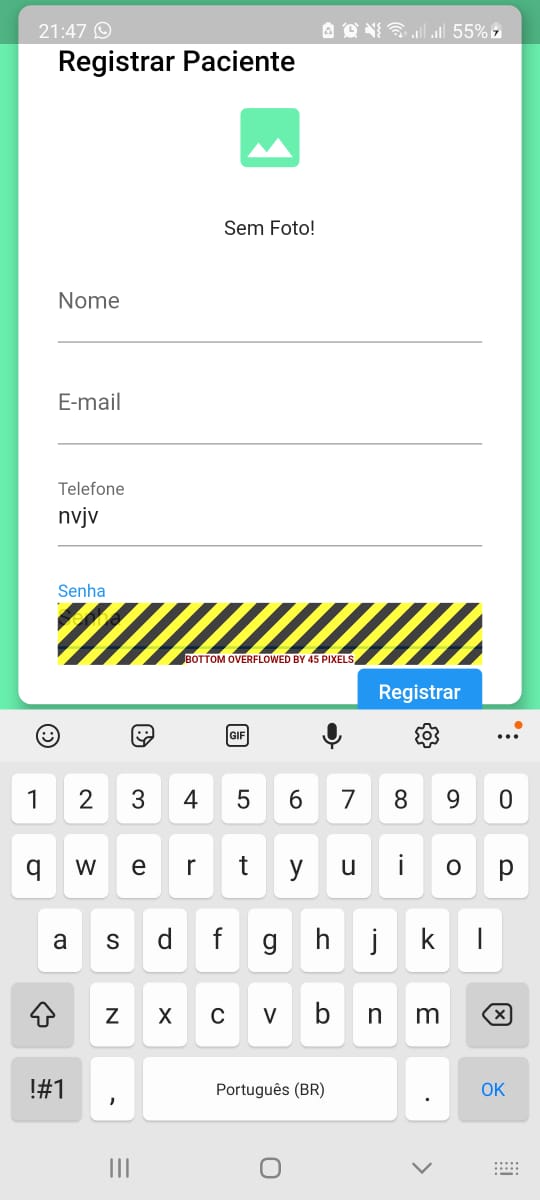 21:47 55%
Registrar Paciente
Sem Foto!
Nome
E-mail
Telefone
nvjv
Senha
Senha
BOTTOM OVERFLOWED BY 45 PIXELS
Registrar
GIF
1 2 3 4 5 6 7 8 9 0
q w e r t y u i o p
a s d f g h j k l
z x c v b n m
!#1 , Português (BR) . OK